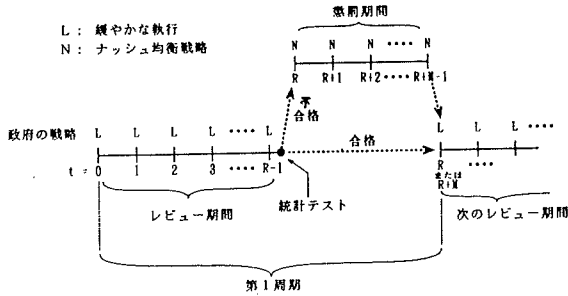 L： 緩やかな執行
N： ナッシュ均衡戦略
懲罰期間
N N N ････ N
R R+1 R+2 ････ R+M-1
不合格
政府の戦略 L L L L ････ L
合格
L L L ････
t = 0 1 2 3 ････ R-1
R または R+M ････
レビュー期間
統計テスト
次のレビュー期間
第1周期